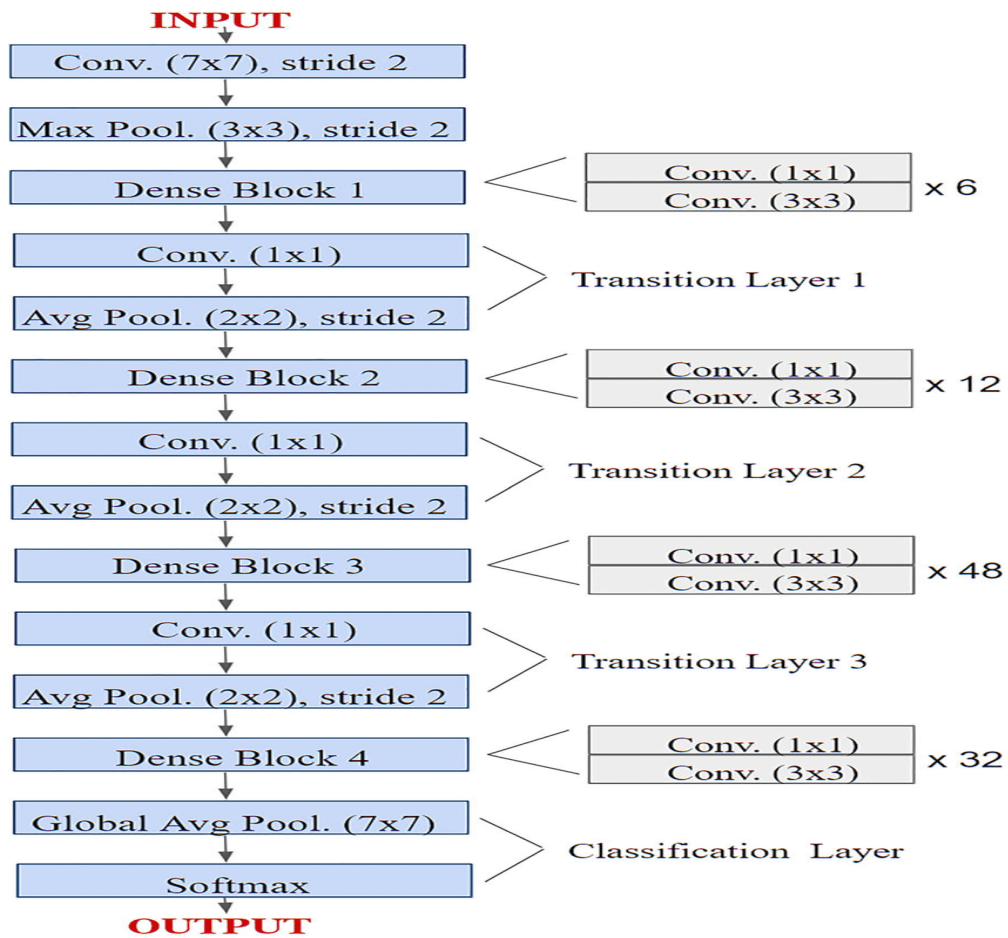 INPUT
Conv. (7x7), stride 2
Max Pool. (3x3), stride 2
Dense Block 1
Conv. (1x1)
Conv. (3x3)
x 6
Conv. (1x1)
Avg Pool. (2x2), stride 2
Transition Layer 1
Dense Block 2
Conv. (1x1)
Conv. (3x3)
x 12
Conv. (1x1)
Avg Pool. (2x2), stride 2
Transition Layer 2
Dense Block 3
Conv. (1x1)
Conv. (3x3)
x 48
Conv. (1x1)
Avg Pool. (2x2), stride 2
Transition Layer 3
Dense Block 4
Conv. (1x1)
Conv. (3x3)
x 32
Global Avg Pool. (7x7)
Softmax
Classification Layer
OUTPUT